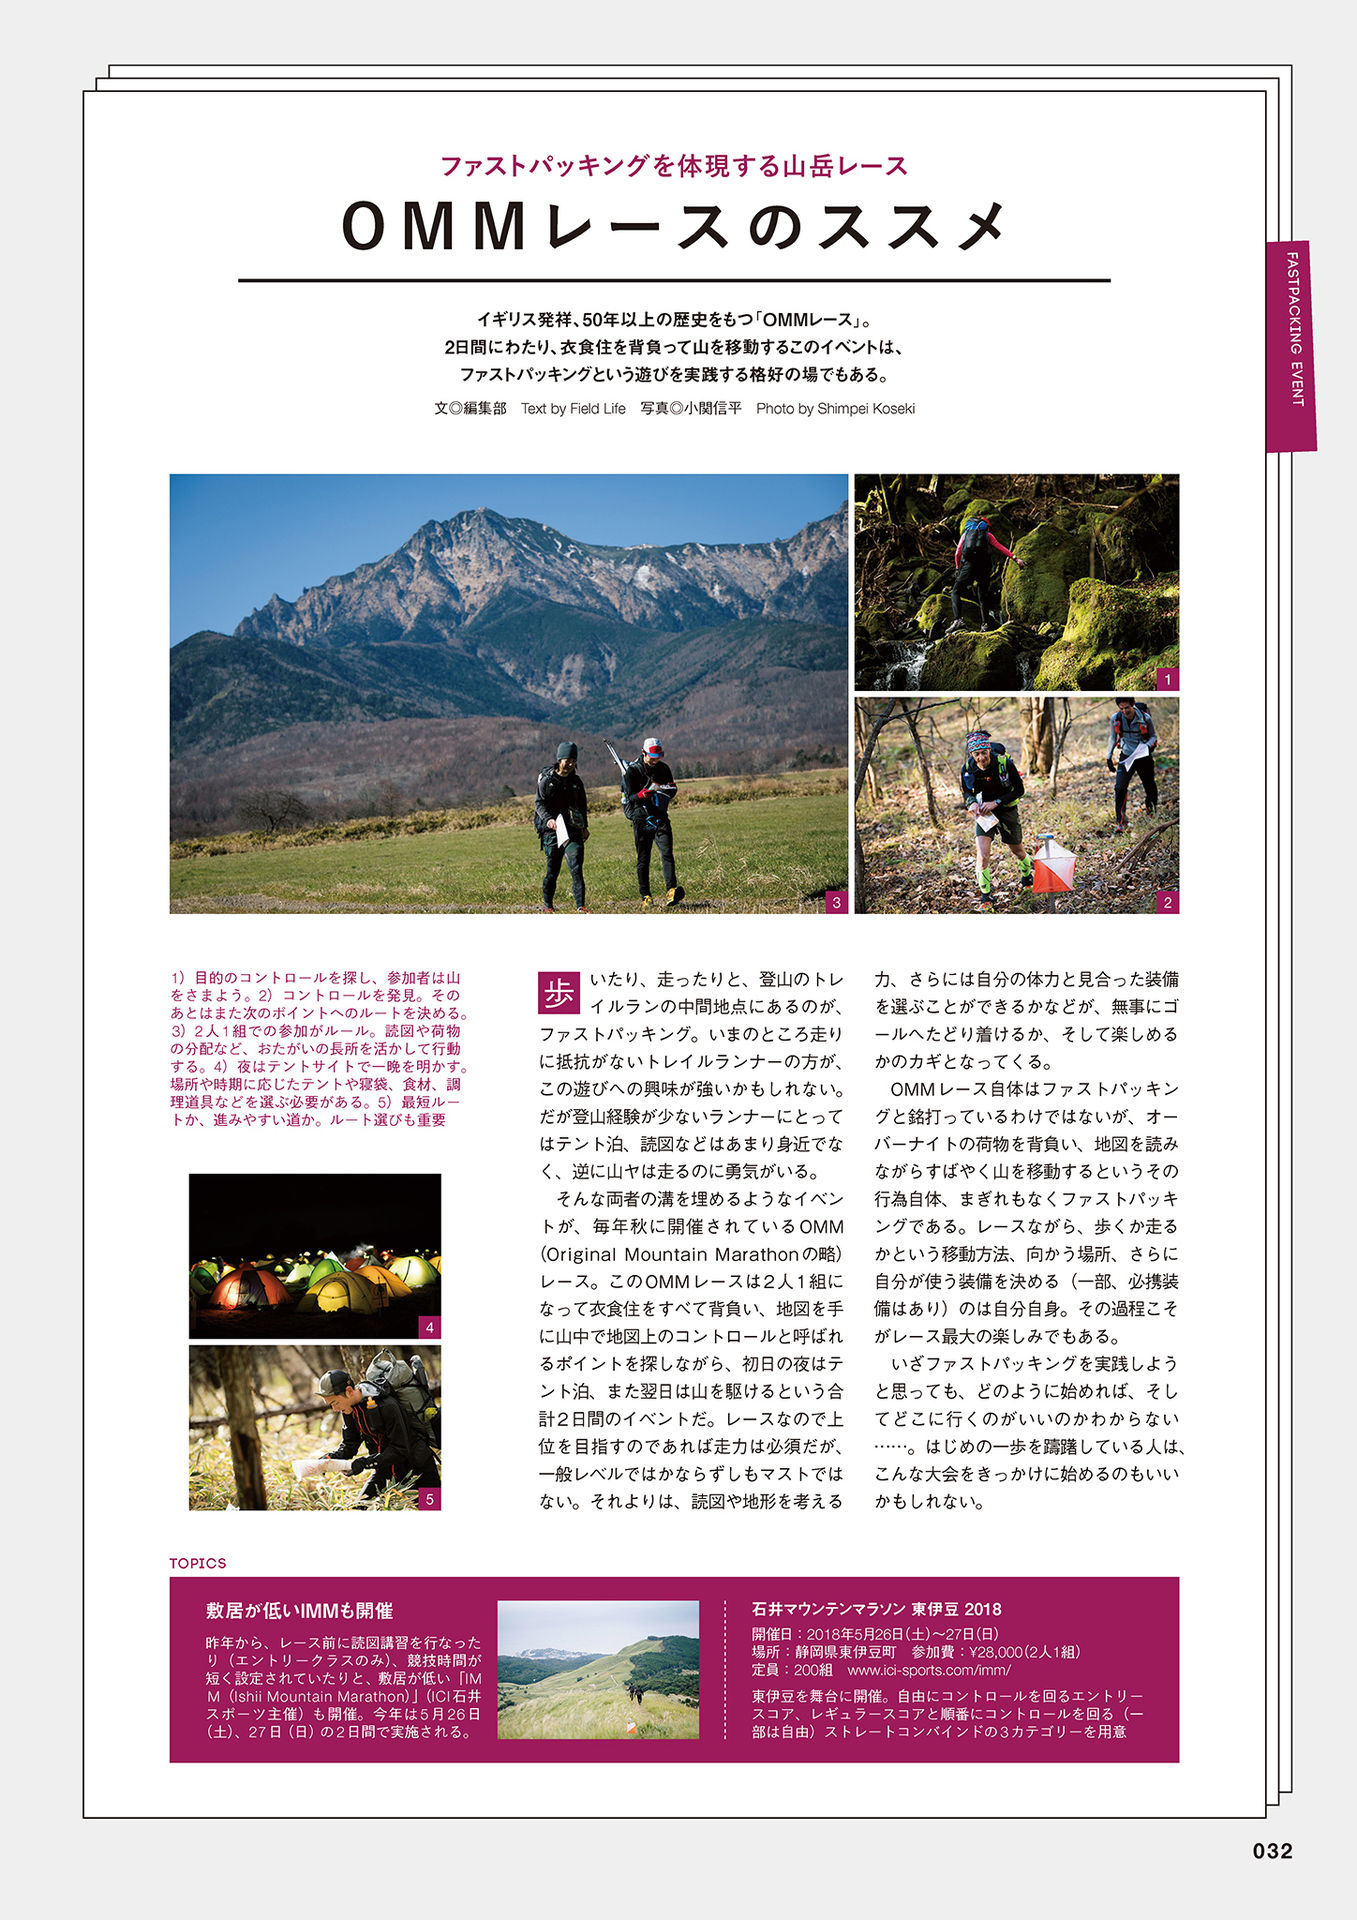 ファストパッキングを体現する山岳レース
OMMレースのススメ
FASTPACKING EVENT
イギリス発祥、50年以上の歴史をもつ「OMMレース」。
2日間にわたり、衣食住を背負って山を移動するこのイベントは、
ファストパッキングという遊びを実践する格好の場でもある。
文◎編集部　Text by Field Life　写真◎小関信平　Photo by Shimpei Koseki
1
2
3
1）目的のコントロールを探し、参加者は山
をさまよう。2）コントロールを発見。その
あとはまた次のポイントへのルートを決める。
3）2人1組での参加がルール。読図や荷物
の分配など、おたがいの長所を活かして行動
する。4）夜はテントサイトで一晩を明かす。
場所や時期に応じたテントや寝袋、食材、調
理道具などを選ぶ必要がある。5）最短ルー
トか、進みやすい道か。ルート選びも重要
4
5
歩いたり、走ったりと、登山のトレ
イルランの中間地点にあるのが、
ファストパッキング。いまのところ走り
に抵抗がないトレイルランナーの方が、
この遊びへの興味が強いかもしれない。
だが登山経験が少ないランナーにとって
はテント泊、読図などはあまり身近でな
く、逆に山ヤは走るのに勇気がいる。
　そんな両者の溝を埋めるようなイベン
トが、毎年秋に開催されているOMM
（Original Mountain Marathonの略）
レース。このOMMレースは2人1組に
なって衣食住をすべて背負い、地図を手
に山中で地図上のコントロールと呼ばれ
るポイントを探しながら、初日の夜はテ
ント泊、また翌日は山を駆けるという合
計2日間のイベントだ。レースなので上
位を目指すのであれば走力は必須だが、
一般レベルではかならずしもマストでは
ない。それよりは、読図や地形を考える
力、さらには自分の体力と見合った装備
を選ぶことができるかなどが、無事にゴ
ールへたどり着けるか、そして楽しめる
かのカギとなってくる。
　OMMレース自体はファストパッキン
グと銘打っているわけではないが、オー
バーナイトの荷物を背負い、地図を読み
ながらすばやく山を移動するというその
行為自体、まぎれもなくファストパッキ
ングである。レースながら、歩くか走る
かという移動方法、向かう場所、さらに
自分が使う装備を決める（一部、必携装
備はあり）のは自分自身。その過程こそ
がレース最大の楽しみでもある。
　いざファストパッキングを実践しよう
と思っても、どのように始めれば、そし
てどこに行くのがいいのかわからない
……。はじめの一歩を躊躇している人は、
こんな大会をきっかけに始めるのもいい
かもしれない。
TOPICS
敷居が低いIMMも開催
昨年から、レース前に読図講習を行なった
り（エントリークラスのみ）、競技時間が
短く設定されていたりと、敷居が低い「IM
M（Ishii Mountain Marathon）」（ICI石井
スポーツ主催）も開催。今年は5月26日
（土）、27日（日）の2日間で実施される。
石井マウンテンマラソン 東伊豆 2018
開催日：2018年5月26日（土）〜27日（日）
場所：静岡県東伊豆町　参加費：¥28,000（2人1組）
定員：200組　www.ici-sports.com/imm/
東伊豆を舞台に開催。自由にコントロールを回るエントリー
スコア、レギュラースコアと順番にコントロールを回る（一
部は自由）ストレートコンバインドの3カテゴリーを用意
032